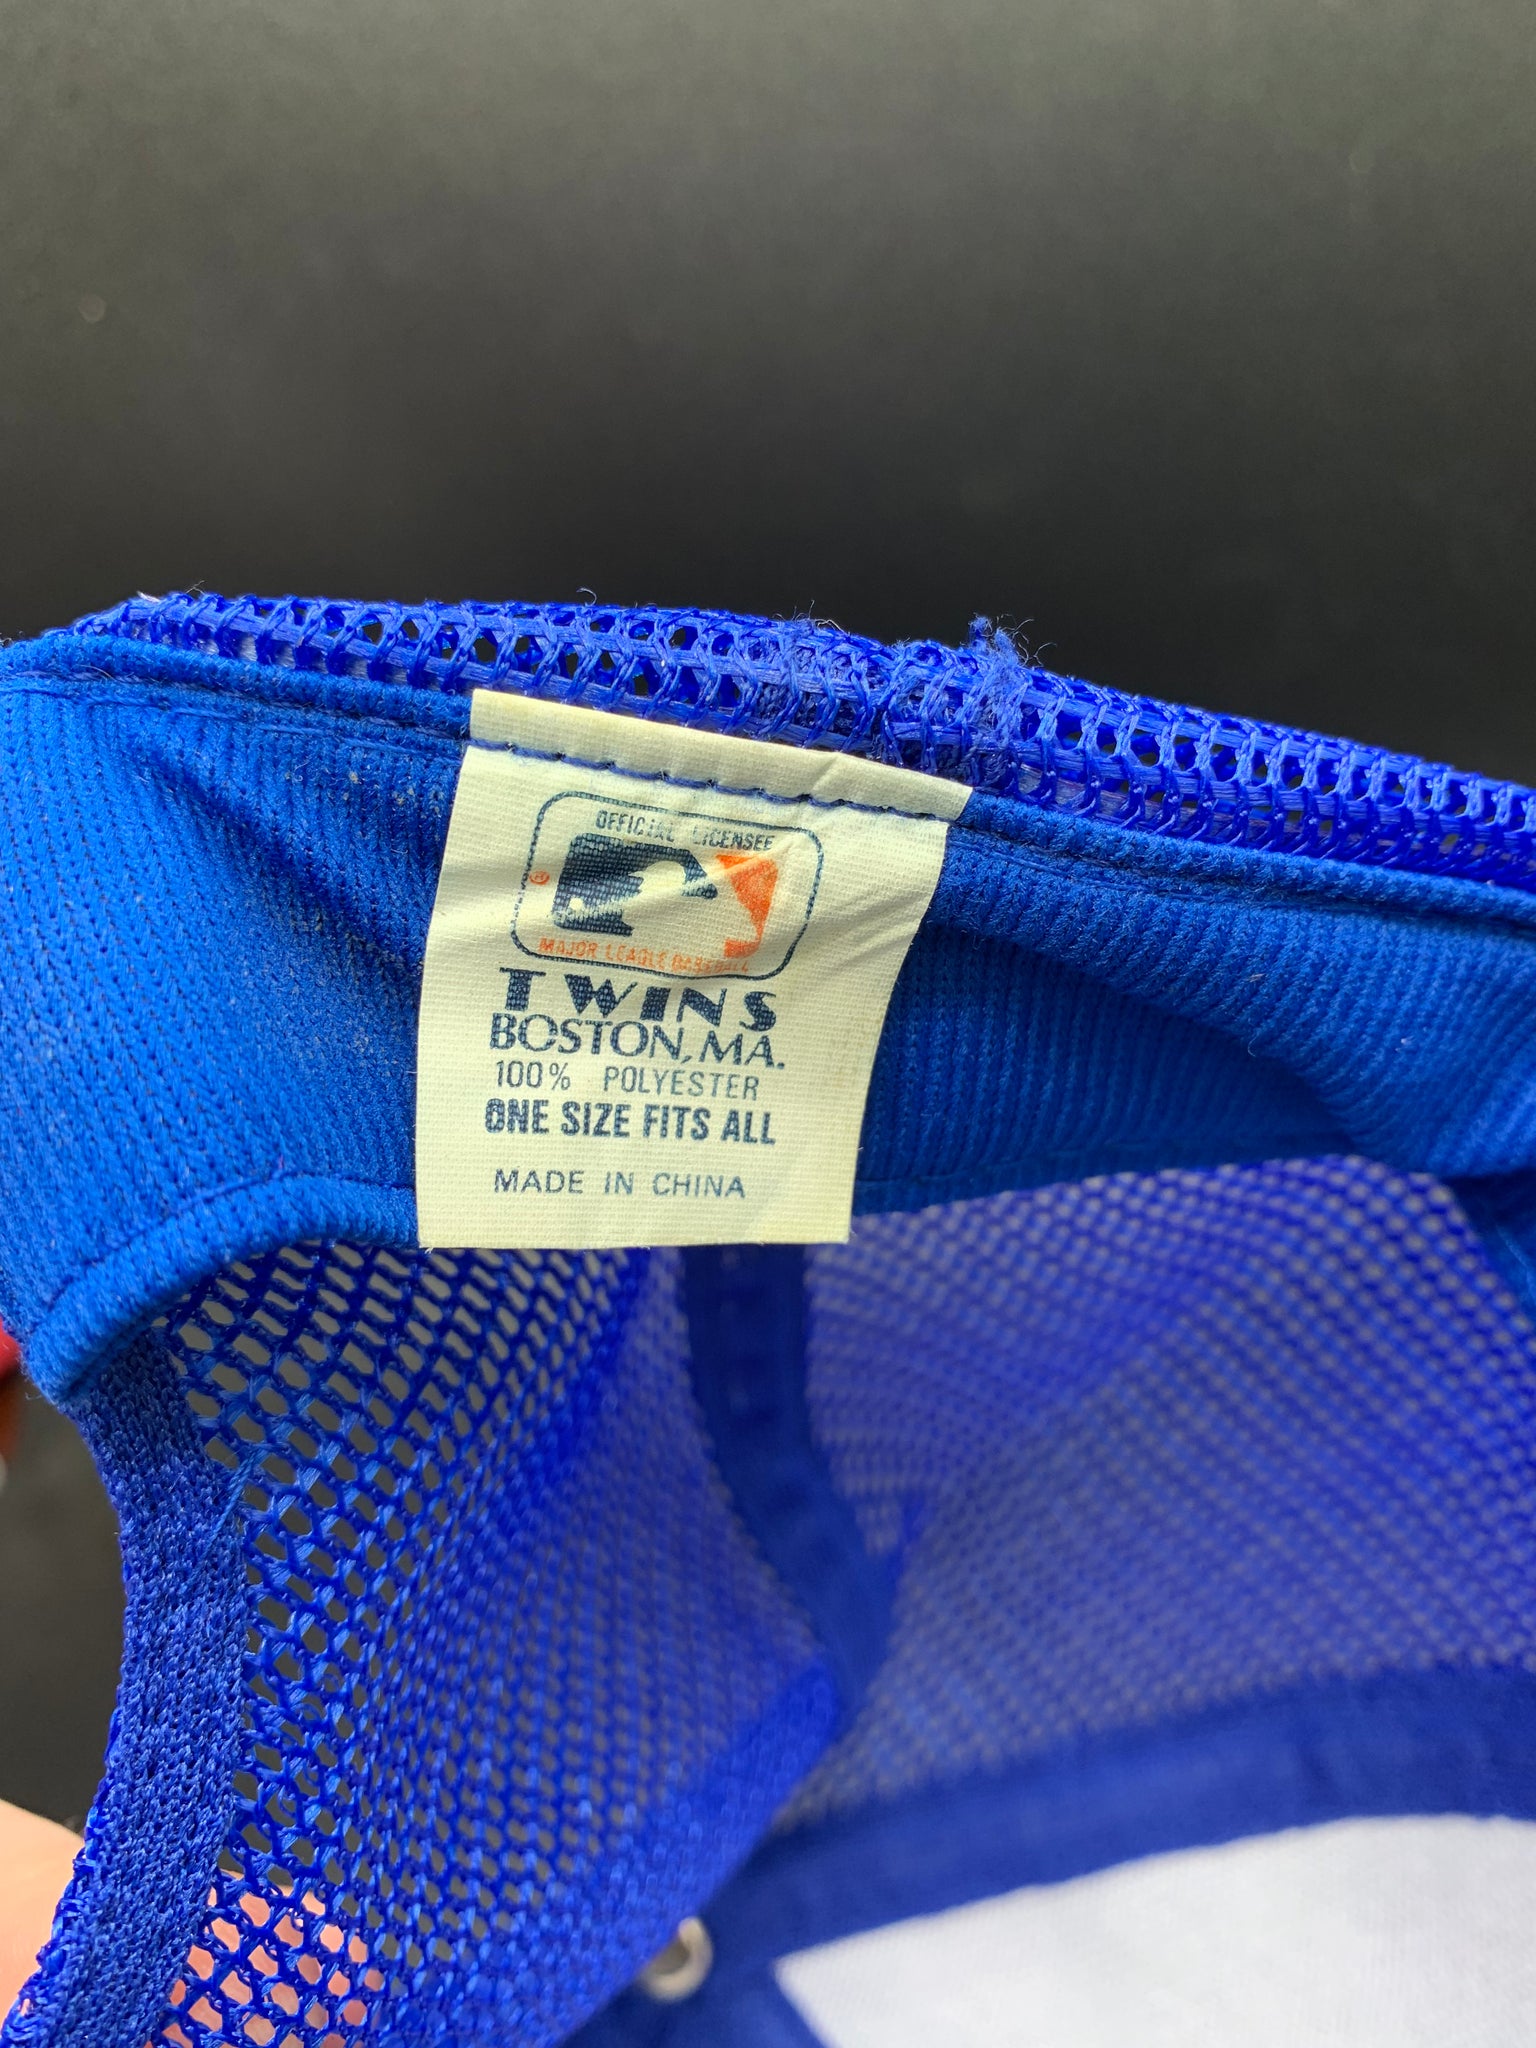 OFFICIAL LICENSEE
®
MAJOR LEAGUE BASEBALL
TWINS
BOSTON, MA.
100% POLYESTER
ONE SIZE FITS ALL
MADE IN CHINA